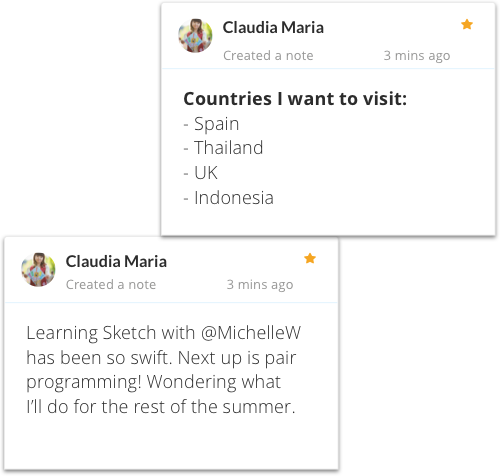 Claudia Maria
Created a note 3 mins ago
Countries I want to visit:
- Spain
- Thailand
- UK
- Indonesia
Claudia Maria
Created a note 3 mins ago
Learning Sketch with @MichelleW
has been so swift. Next up is pair
programming! Wondering what
I’ll do for the rest of the summer.